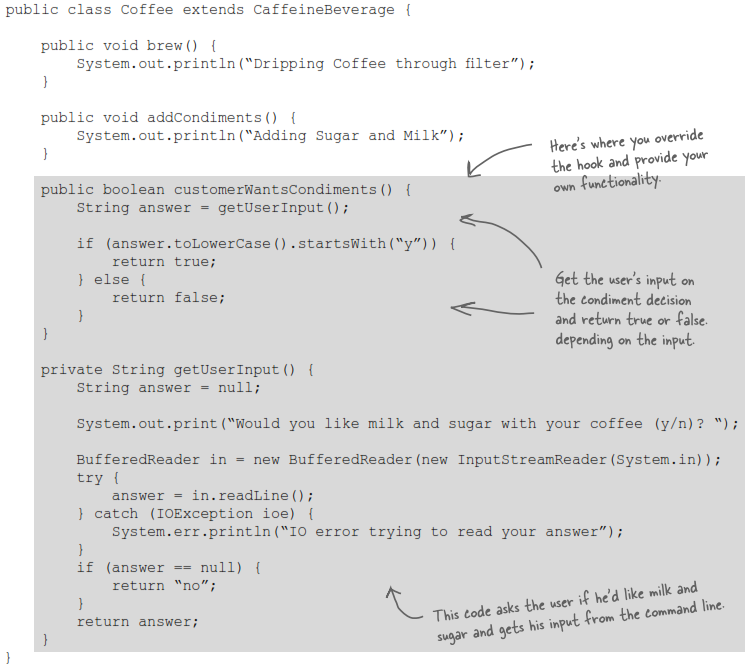 public class Coffee extends CaffeineBeverage {
public void brew() {
System.out.println(“Dripping Coffee through filter”);
}
public void addCondiments() {
System.out.println(“Adding Sugar and Milk”);
}
Here's where you override
the hook and provide your
own functionality.
public boolean customerWantsCondiments() {
String answer = getUserInput();
if (answer.toLowerCase().startsWith(“y”)) {
return true;
} else {
return false;
}
}
Get the user's input on
the condiment decision
and return true or false.
depending on the input.
private String getUserInput() {
String answer = null;
System.out.print(“Would you like milk and sugar with your coffee (y/n)? “);
BufferedReader in = new BufferedReader(new InputStreamReader(System.in));
try {
answer = in.readLine();
} catch (IOException ioe) {
System.err.println(“IO error trying to read your answer”);
}
if (answer == null) {
return “no”;
}
return answer;
}
This code asks the user if he'd like milk and
sugar and gets his input from the command line.
}